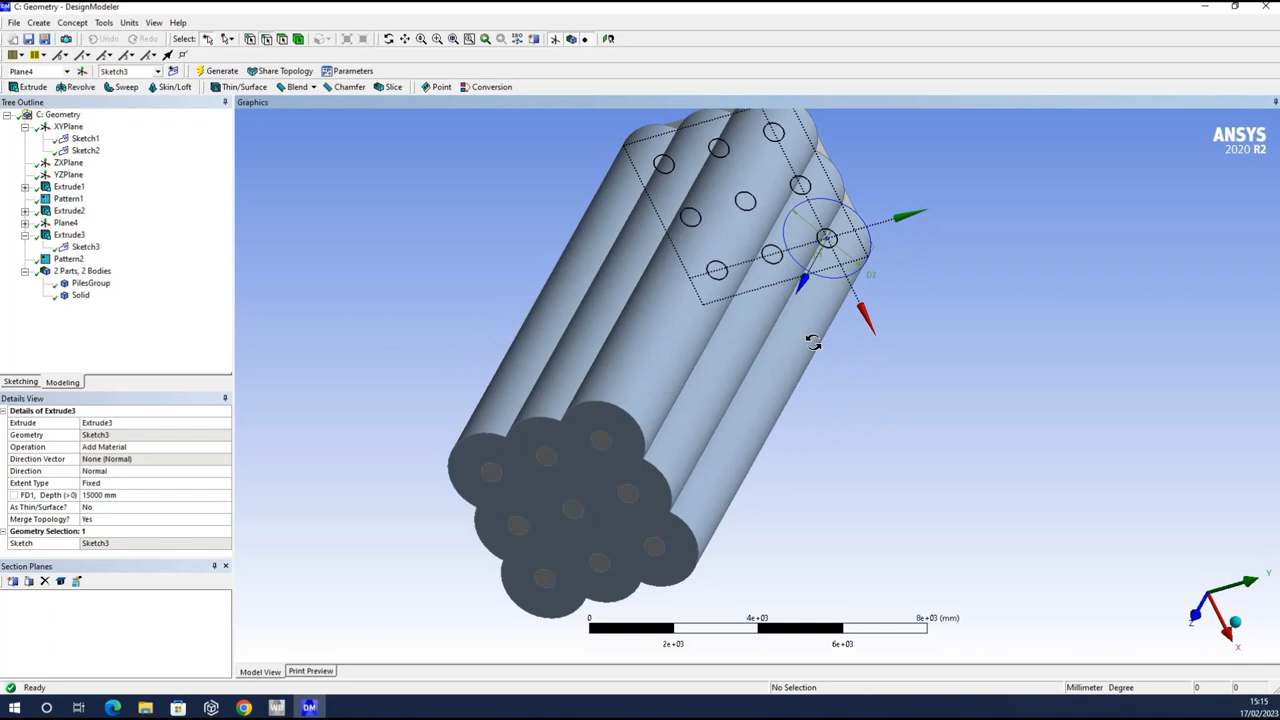 C: Geometry - DesignModeler
File Create Concept Tools Units View Help
Undo Redo Select:
Plane4 Sketch3 Generate Share Topology Parameters
Extrude Revolve Sweep Skin/Loft Thin/Surface Blend Chamfer Slice Point Conversion
Tree Outline
Graphics
C: Geometry
XYPlane
Sketch1
Sketch2
ZXPlane
YZPlane
Extrude1
Pattern1
Extrude2
Plane4
Extrude3
Sketch3
Pattern2
2 Parts, 2 Bodies
PilesGroup
Solid
Sketching Modeling
Details View
Details of Extrude3
Extrude Extrude3
Geometry Sketch3
Operation Add Material
Direction Vector None (Normal)
Direction Normal
Extent Type Fixed
FD1, Depth (>0) 15000 mm
As Thin/Surface? No
Merge Topology? Yes
Geometry Selection: 1
Sketch Sketch3
Section Planes
ANSYS
2020 R2
0 4e+03 8e+03 (mm)
2e+03 6e+03
Y
Z
X
Model View Print Preview
Ready No Selection Millimeter Degree 0 0
WP DM
15:15
17/02/2023